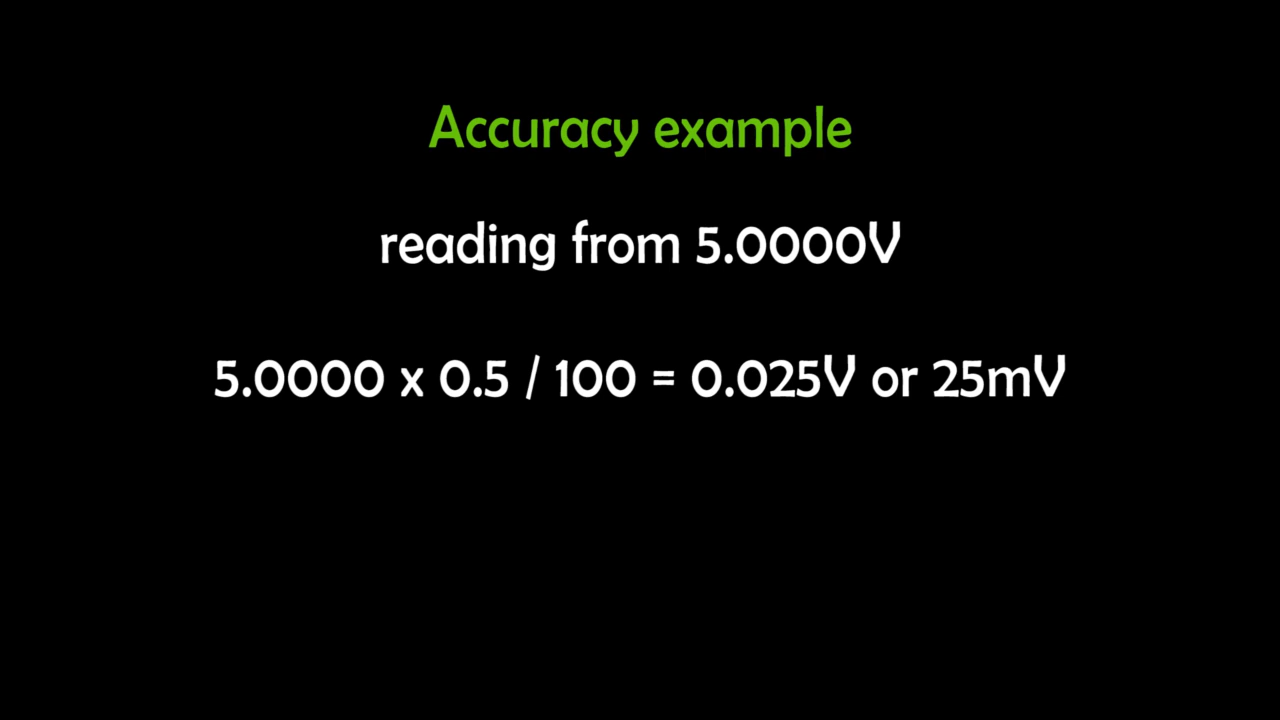 Accuracy example
reading from 5.0000V
5.0000 x 0.5 / 100 = 0.025V or 25mV